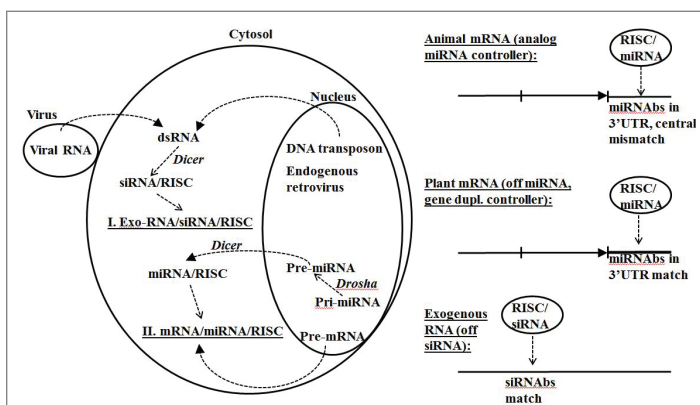 Cytosol
Virus
Viral RNA
dsRNA
Dicer
siRNA/RISC
I. Exo-RNA/siRNA/RISC
Nucleus
DNA transposon
Endogenous
retrovirus
Dicer
miRNA/RISC
Pre-miRNA
Drosha
Pri-miRNA
II. mRNA/miRNA/RISC
Pre-mRNA
Animal mRNA (analog
miRNA controller):
RISC/
miRNA
miRNAbs in
3’UTR, central
mismatch
Plant mRNA (off miRNA,
gene dupl. controller):
RISC/
miRNA
miRNAbs in
3’UTR match
Exogenous
RNA (off
siRNA):
RISC/
siRNA
siRNAbs
match